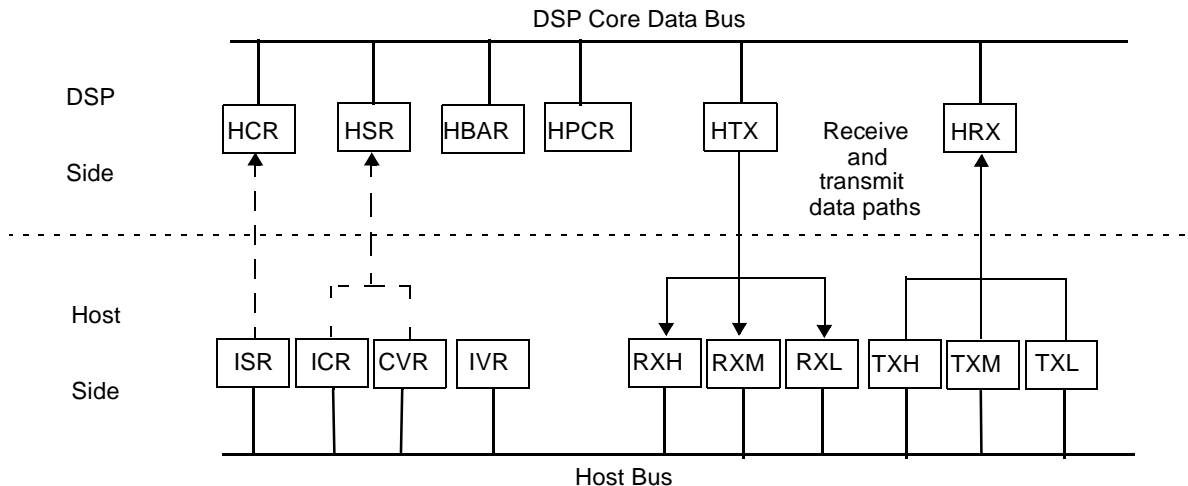 DSP Core Data Bus
DSP
Side
HCR
HSR
HBAR
HPCR
HTX
Receive
and
transmit
data paths
HRX
Host
Side
ISR
ICR
CVR
IVR
RXH
RXM
RXL
TXH
TXM
TXL
Host Bus